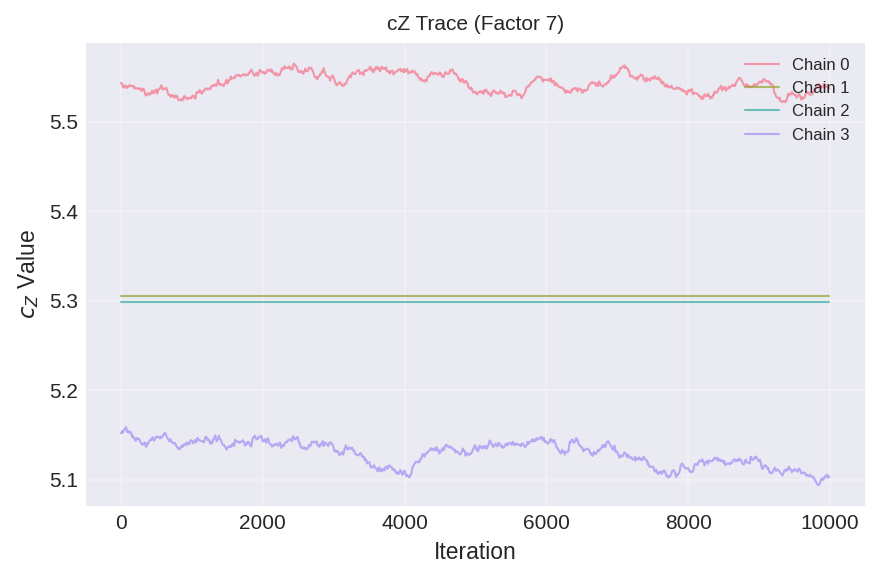 cZ Trace (Factor 7)
Chain 0
Chain 1
Chain 2
Chain 3
5.5
5.4
5.3
5.2
5.1
cZ Value
0 2000 4000 6000 8000 10000
Iteration